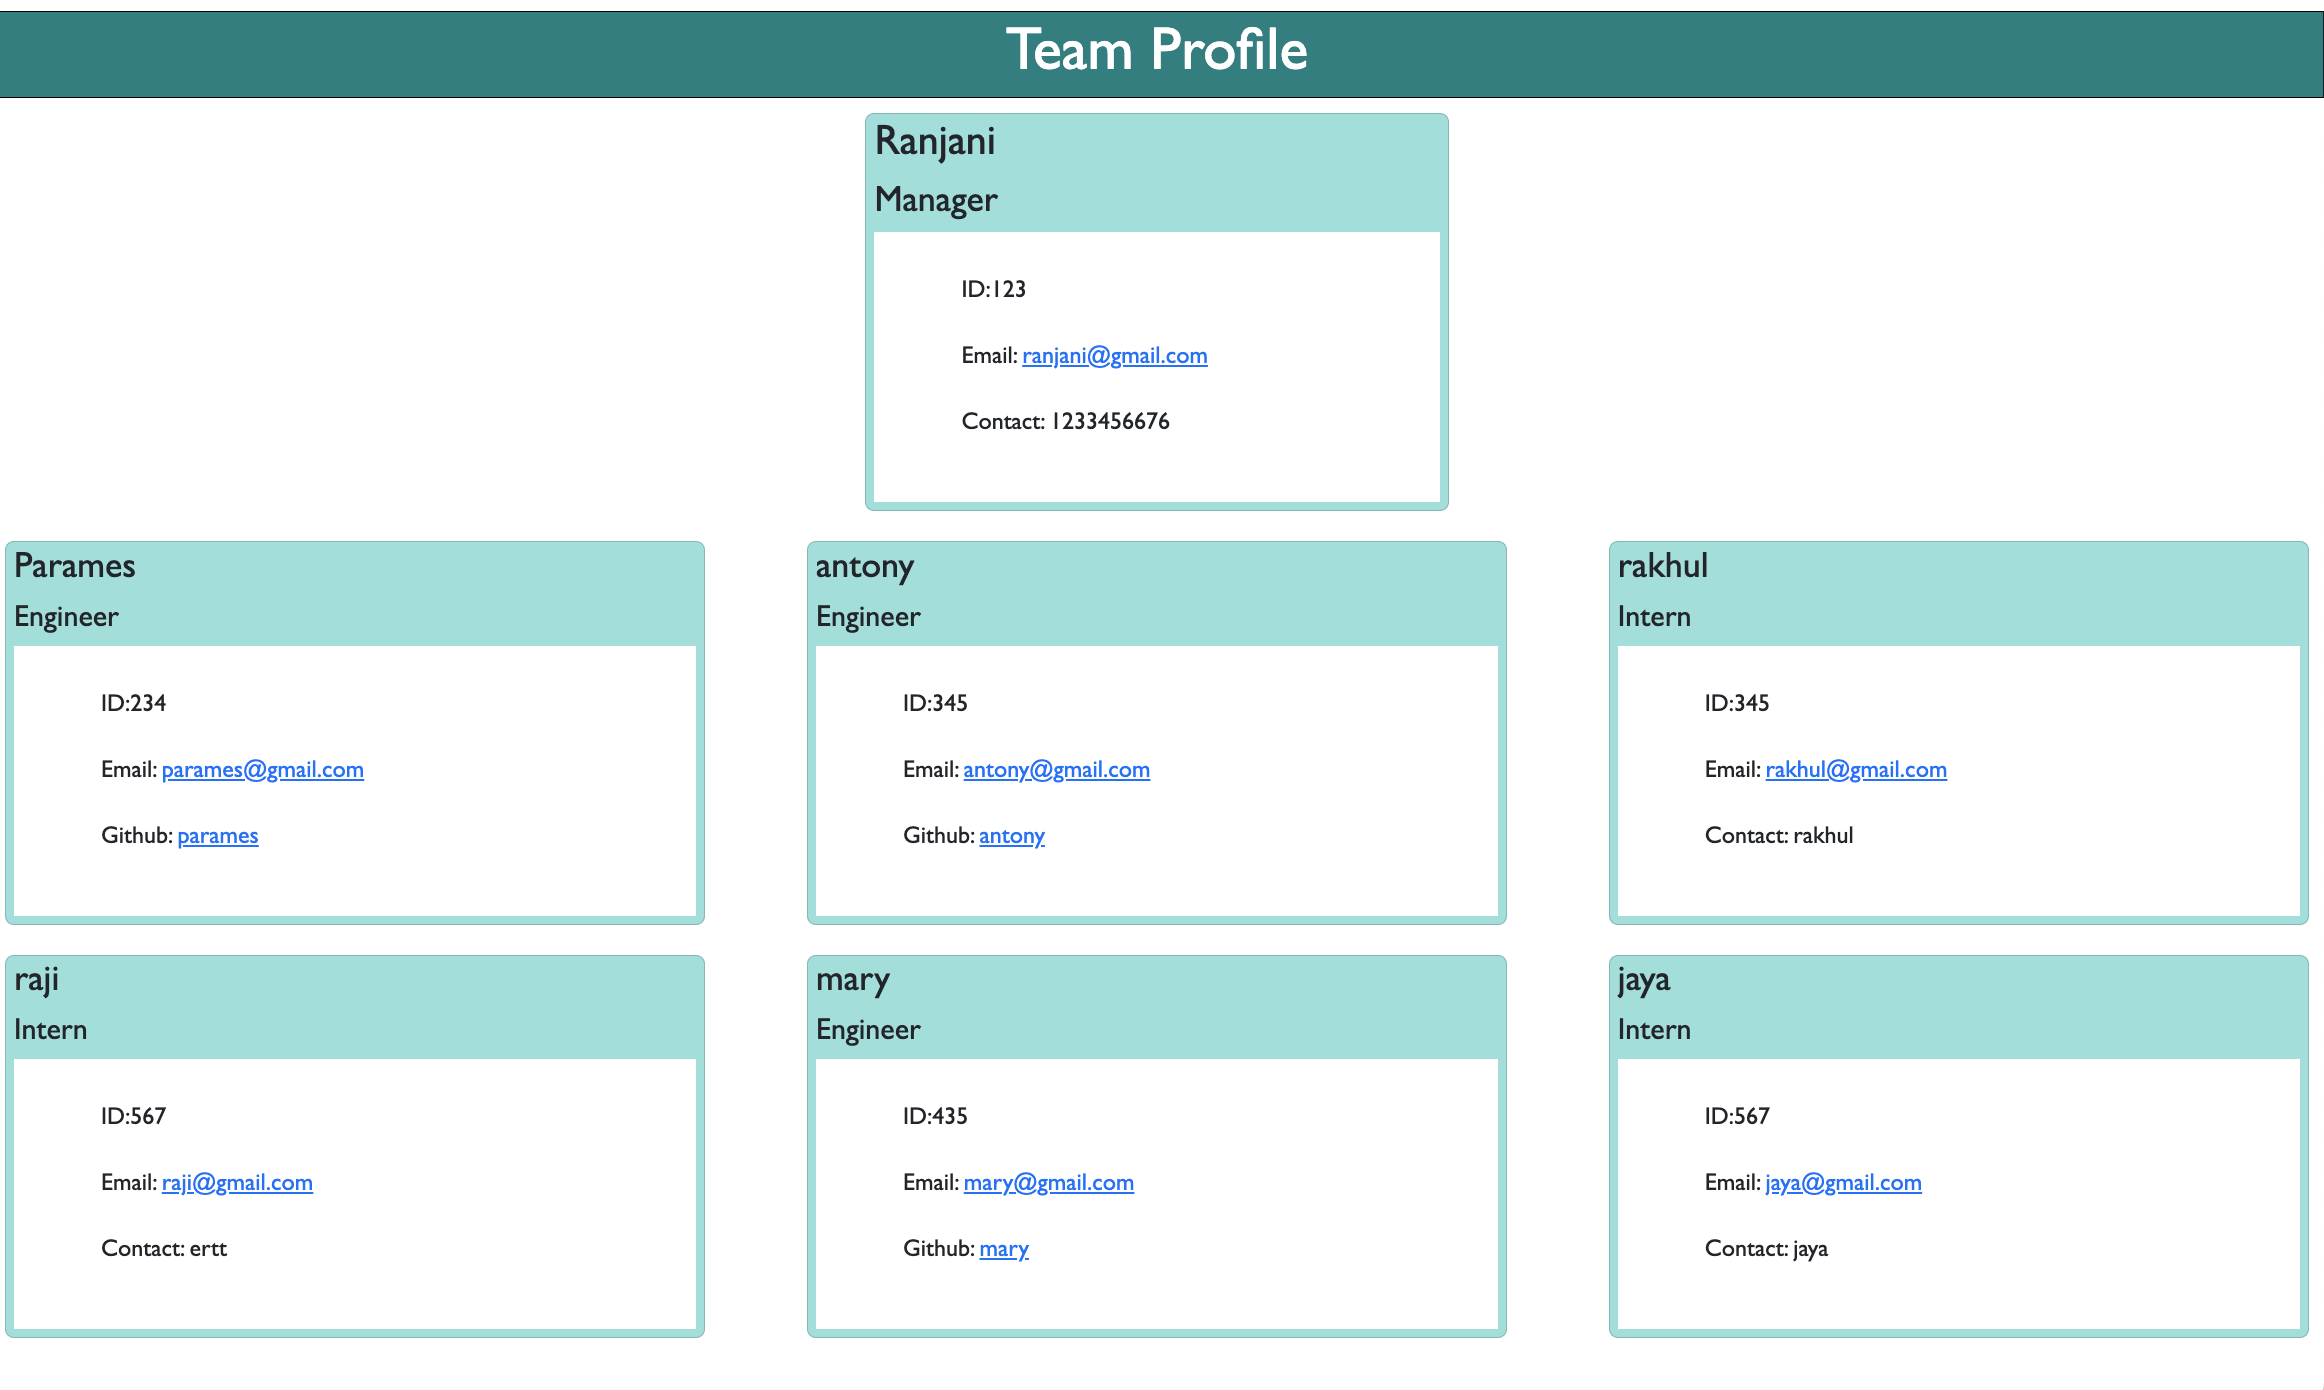 Team Profile
Ranjani
Manager
ID:123
Email: ranjani@gmail.com
Contact: 1233456676
Parames
Engineer
ID:234
Email: parames@gmail.com
Github: parames
antony
Engineer
ID:345
Email: antony@gmail.com
Github: antony
rakhul
Intern
ID:345
Email: rakhul@gmail.com
Contact: rakhul
raji
Intern
ID:567
Email: raji@gmail.com
Contact: ertt
mary
Engineer
ID:435
Email: mary@gmail.com
Github: mary
jaya
Intern
ID:567
Email: jaya@gmail.com
Contact: jaya